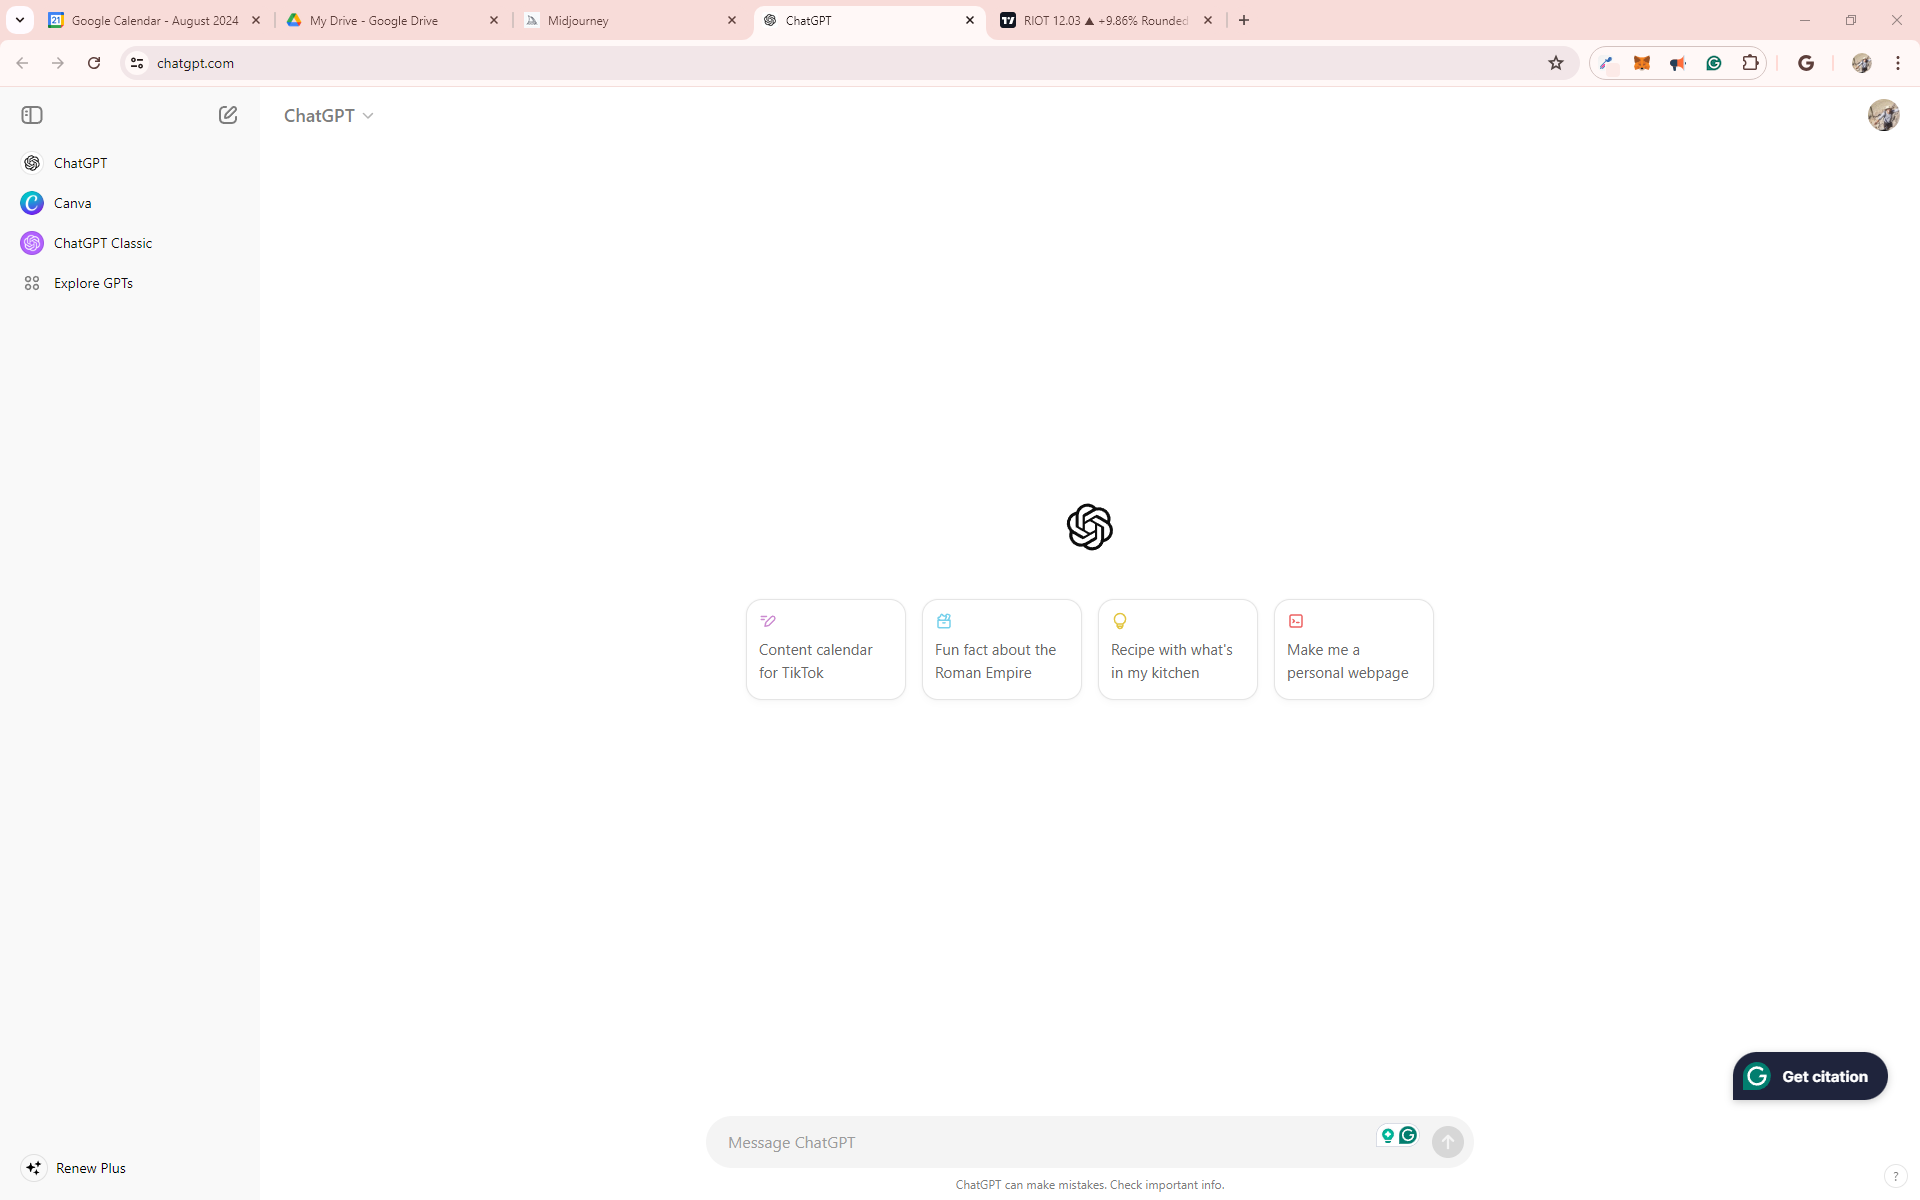 Google Calendar - August 2024
My Drive - Google Drive
Midjourney
ChatGPT
RIOT 12.03 ▲ +9.86% Rounded
chatgpt.com
ChatGPT
ChatGPT
Canva
ChatGPT Classic
Explore GPTs
Content calendar
for TikTok
Fun fact about the
Roman Empire
Recipe with what's
in my kitchen
Make me a
personal webpage
Get citation
Message ChatGPT
Renew Plus
ChatGPT can make mistakes. Check important info.
?